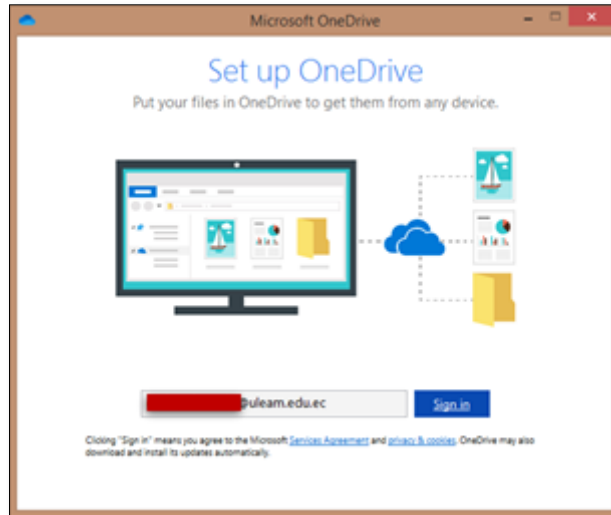 Microsoft OneDrive
Set up OneDrive
Put your files in OneDrive to get them from any device.
@uleam.edu.ec
Sign in
Clicking "Sign in" means you agree to the Microsoft Services Agreement and privacy & cookies. OneDrive may also
download and install its updates automatically.